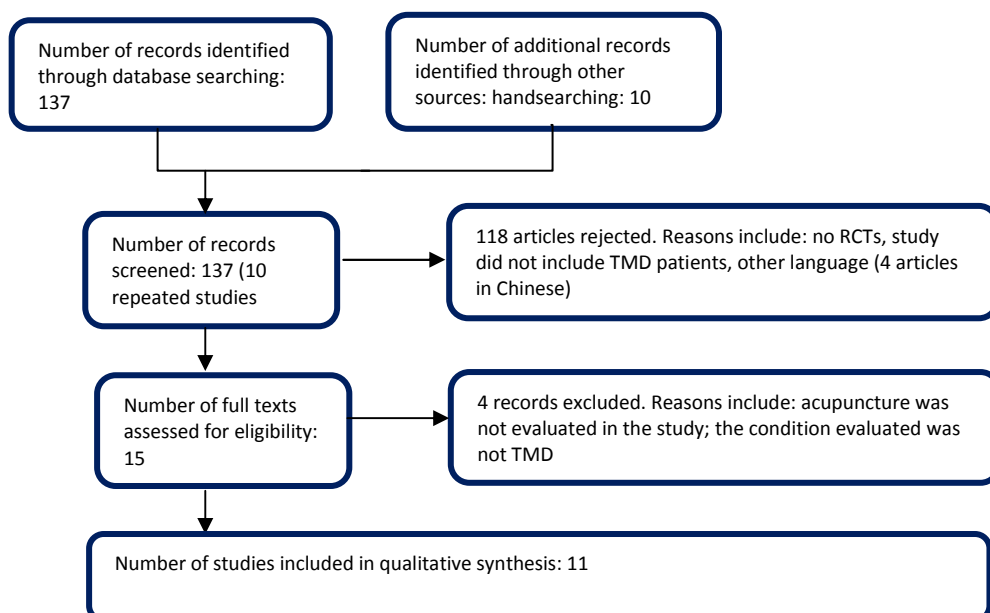 Number of records identified
through database searching:
137
Number of additional records
identified through other
sources: handsearching: 10
Number of records
screened: 137 (10
repeated studies
118 articles rejected. Reasons include: no RCTs, study
did not include TMD patients, other language (4 articles
in Chinese)
Number of full texts
assessed for eligibility:
15
4 records excluded. Reasons include: acupuncture was
not evaluated in the study; the condition evaluated was
not TMD
Number of studies included in qualitative synthesis: 11